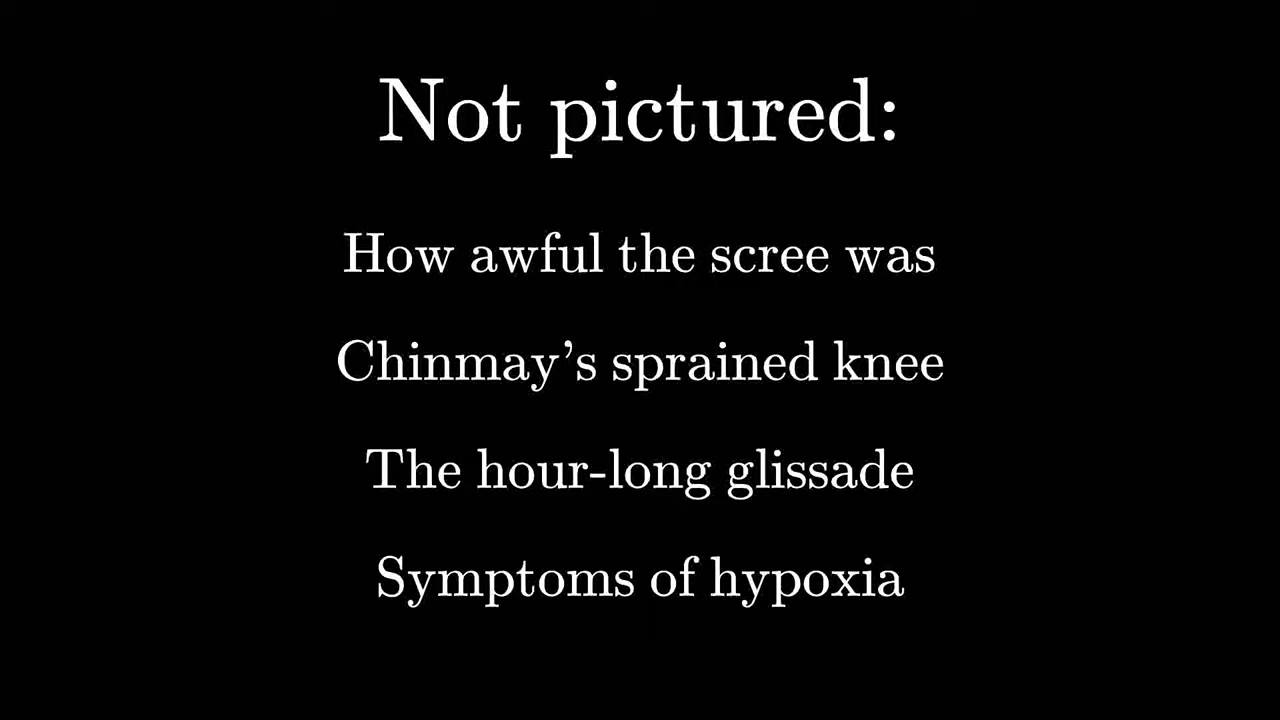 Not pictured:
How awful the scree was
Chinmay’s sprained knee
The hour-long glissade
Symptoms of hypoxia